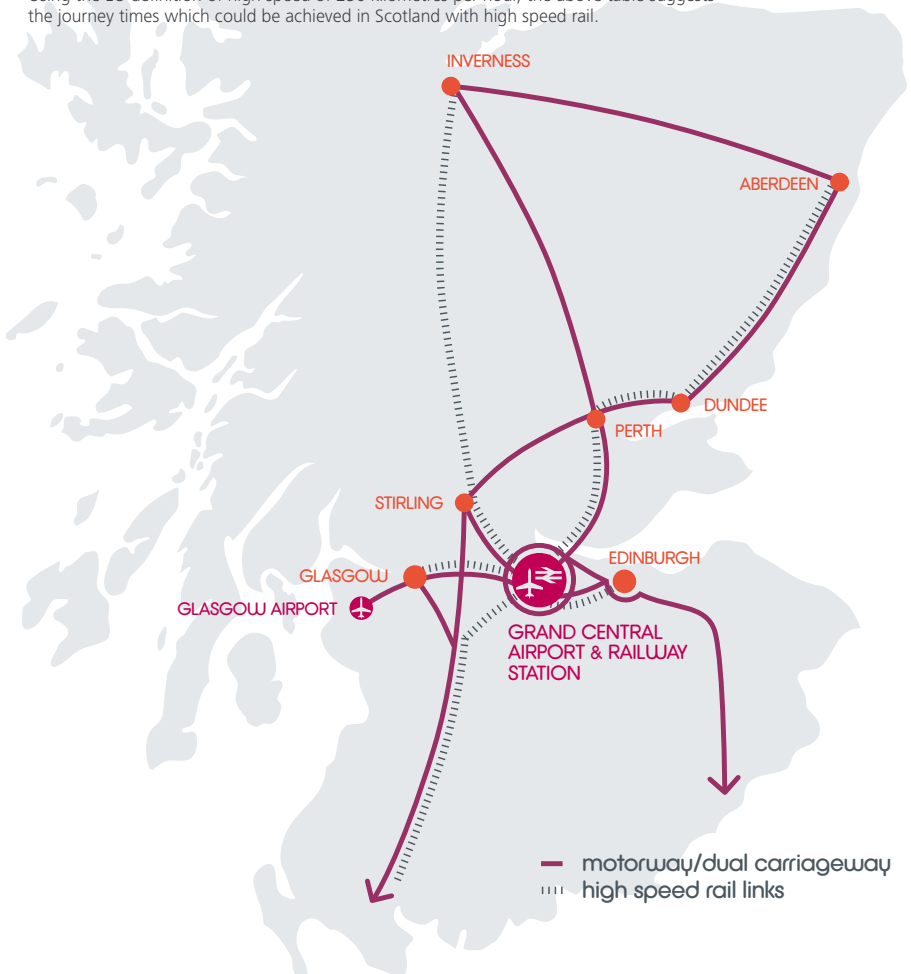 the journey times which could be achieved in Scotland with high speed rail.
INVERNESS
ABERDEEN
DUNDEE
PERTH
STIRLING
EDINBURGH
GLASGOW
GLASGOW AIRPORT
GRAND CENTRAL
AIRPORT & RAILWAY
STATION
motorway/dual carriageway
high speed rail links